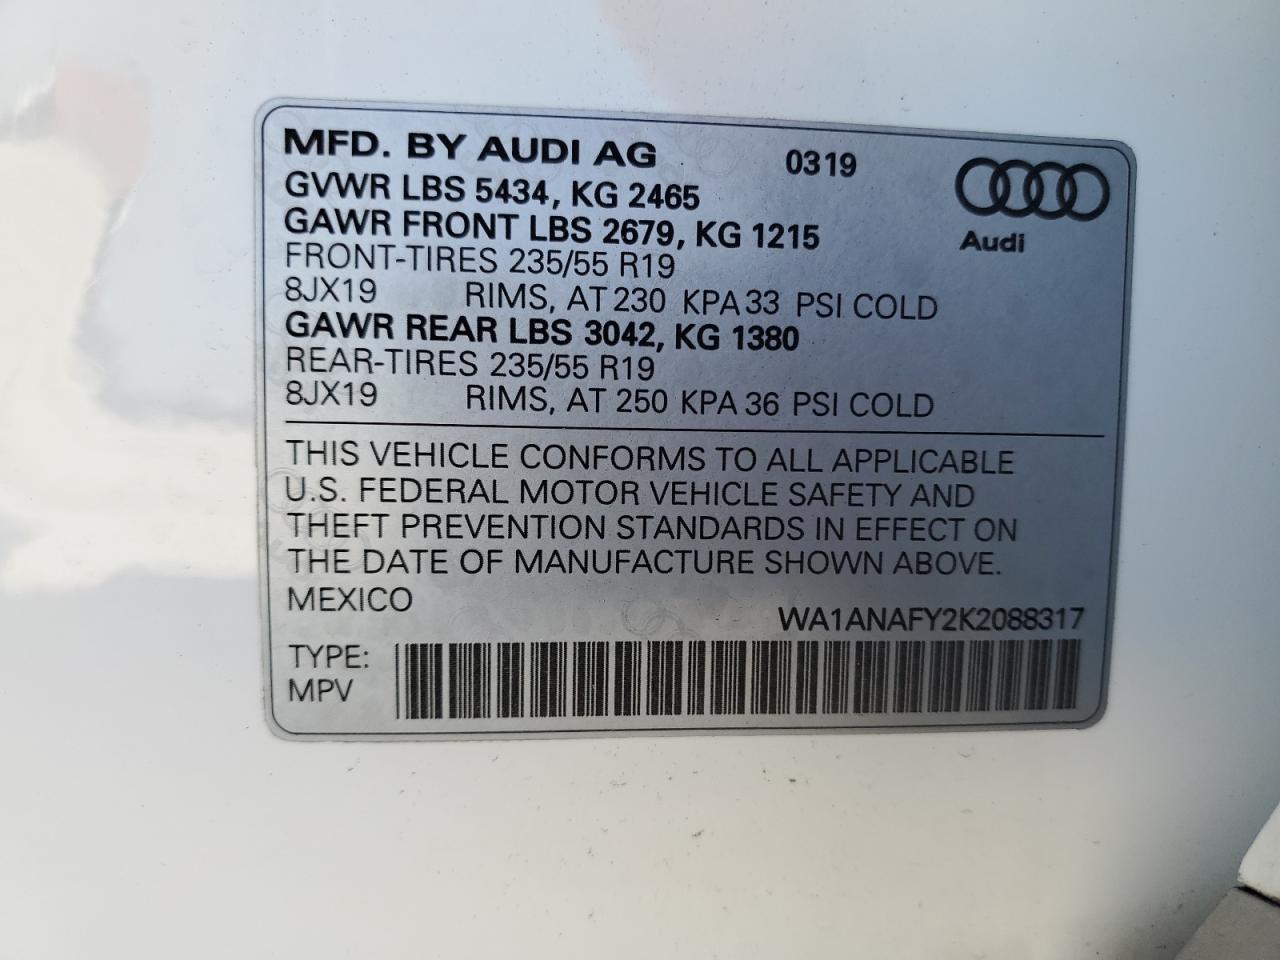 MFD. BY AUDI AG 0319
GVWR LBS 5434, KG 2465
GAWR FRONT LBS 2679, KG 1215
Audi
FRONT-TIRES 235/55 R19
8JX19 RIMS, AT 230 KPA 33 PSI COLD
GAWR REAR LBS 3042, KG 1380
REAR-TIRES 235/55 R19
8JX19 RIMS, AT 250 KPA 36 PSI COLD
THIS VEHICLE CONFORMS TO ALL APPLICABLE
U.S. FEDERAL MOTOR VEHICLE SAFETY AND
THEFT PREVENTION STANDARDS IN EFFECT ON
THE DATE OF MANUFACTURE SHOWN ABOVE.
MEXICO WA1ANAFY2K2088317
TYPE:
MPV